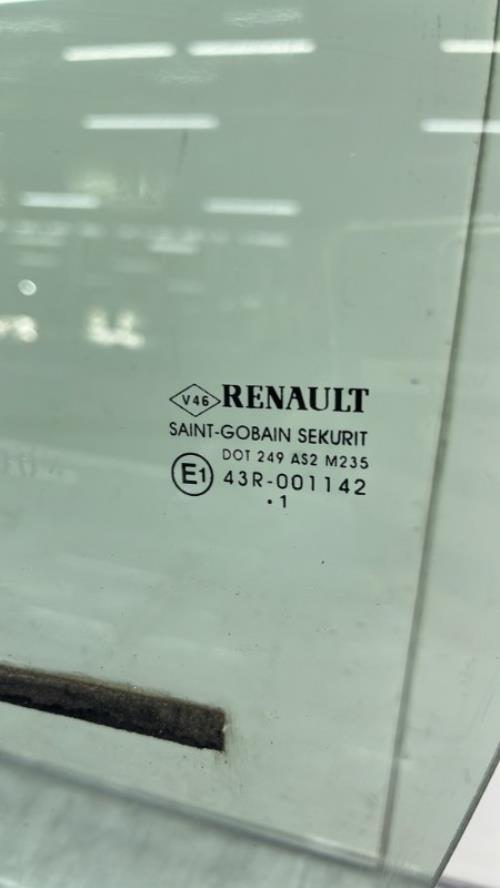 V46 RENAULT
SAINT-GOBAIN SEKURIT
DOT 249 AS2 M235
E1 43R-001142
•1